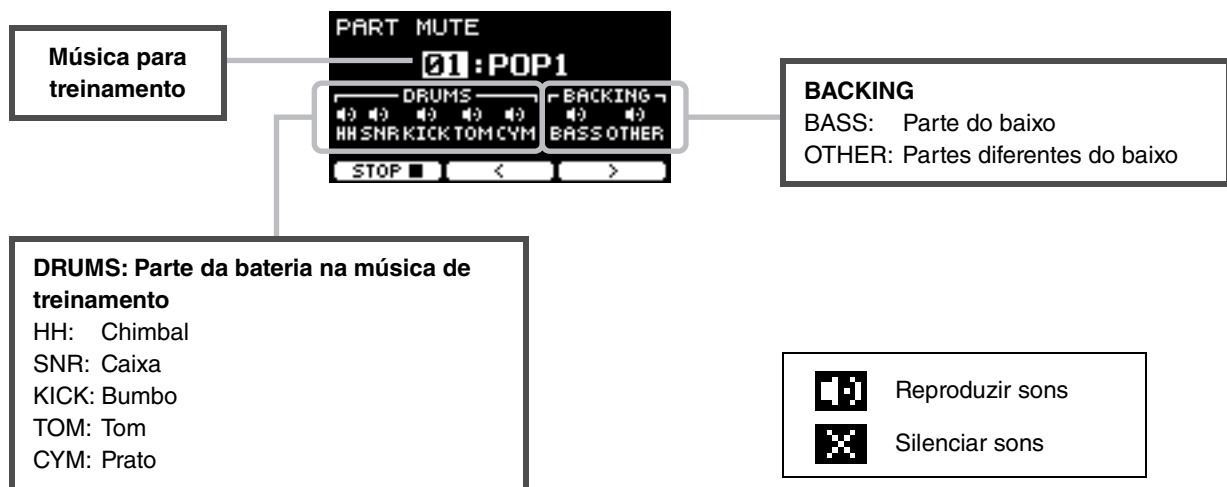 Música para
treinamento
PART MUTE
01:POP1
DRUMS
BACKING
HH SNR KICK TOM CYM
BASS OTHER
STOP ■
<
>
BACKING
BASS: Parte do baixo
OTHER: Partes diferentes do baixo
DRUMS: Parte da bateria na música de
treinamento
HH: Chimbal
SNR: Caixa
KICK: Bumbo
TOM: Tom
CYM: Prato
Reproduzir sons
Silenciar sons